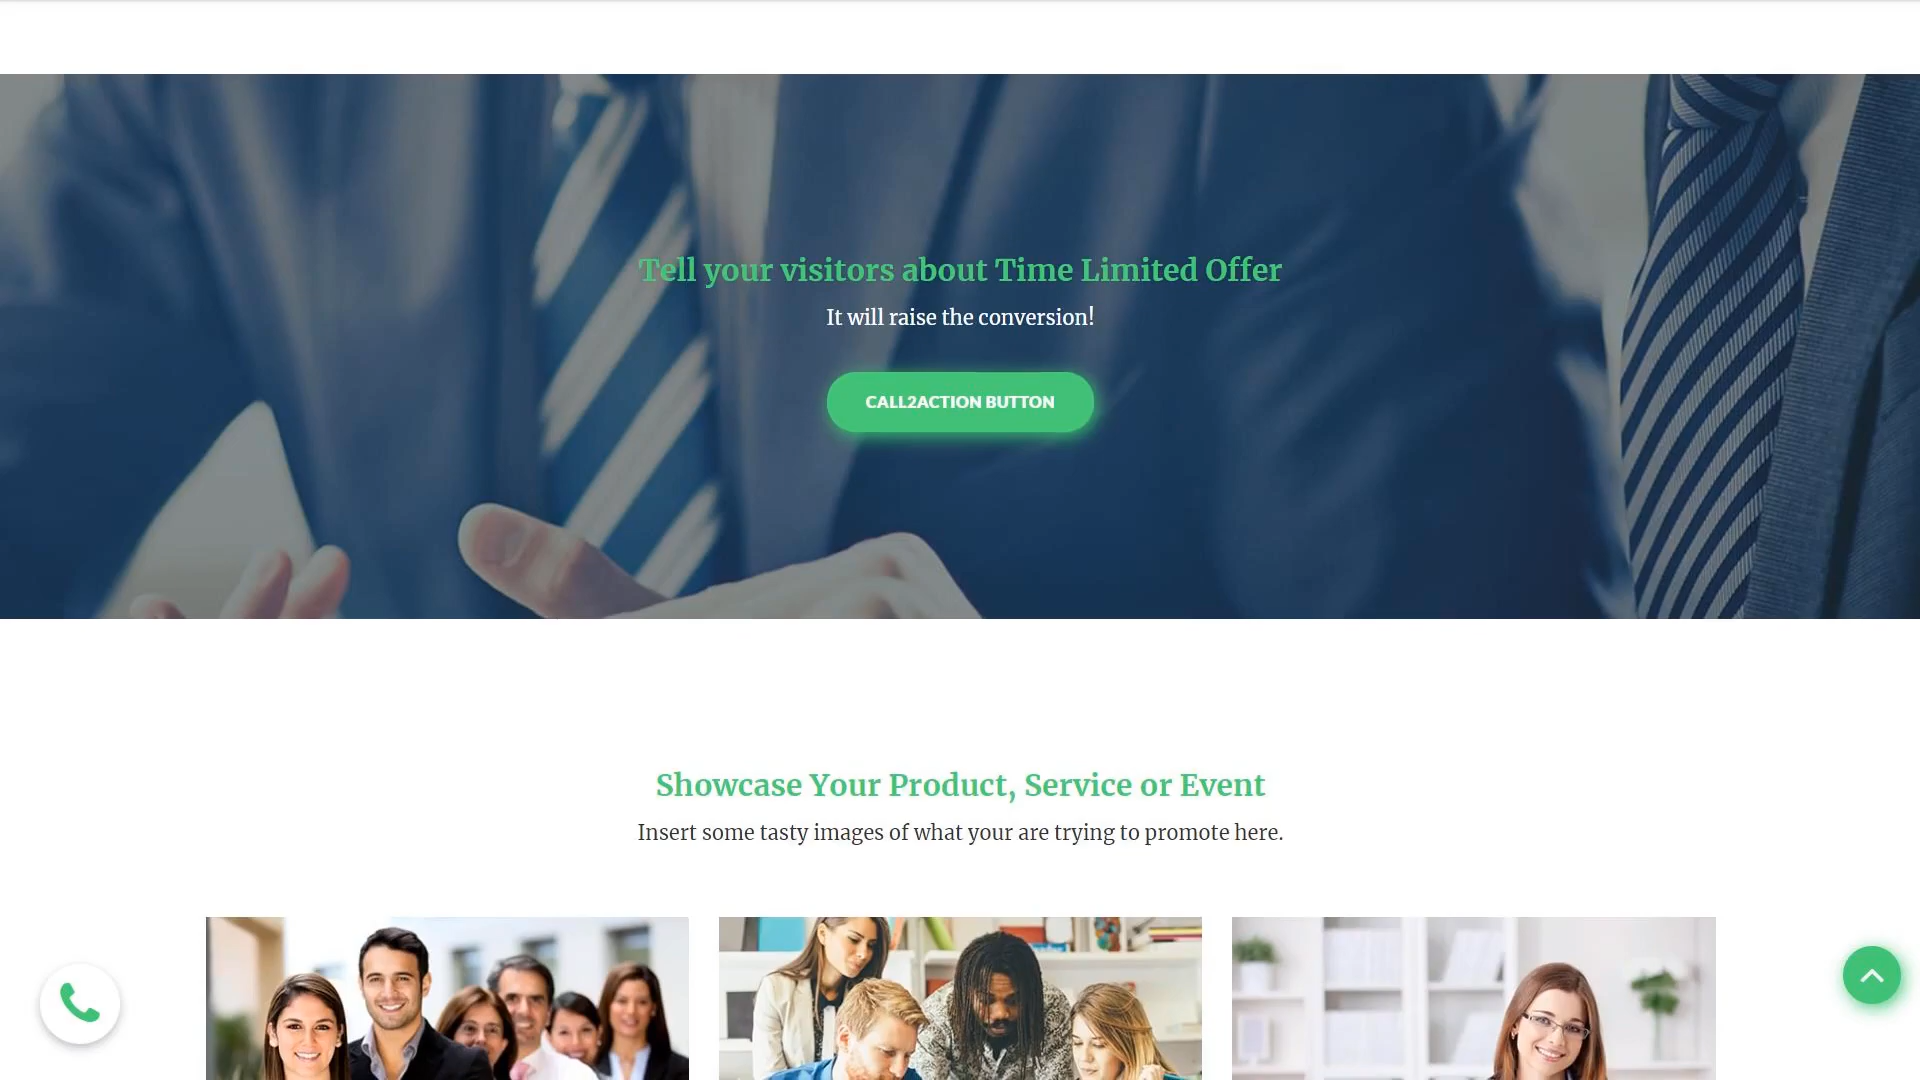 Tell your visitors about Time Limited Offer
It will raise the conversion!
CALL2ACTION BUTTON
Showcase Your Product, Service or Event
Insert some tasty images of what your are trying to promote here.